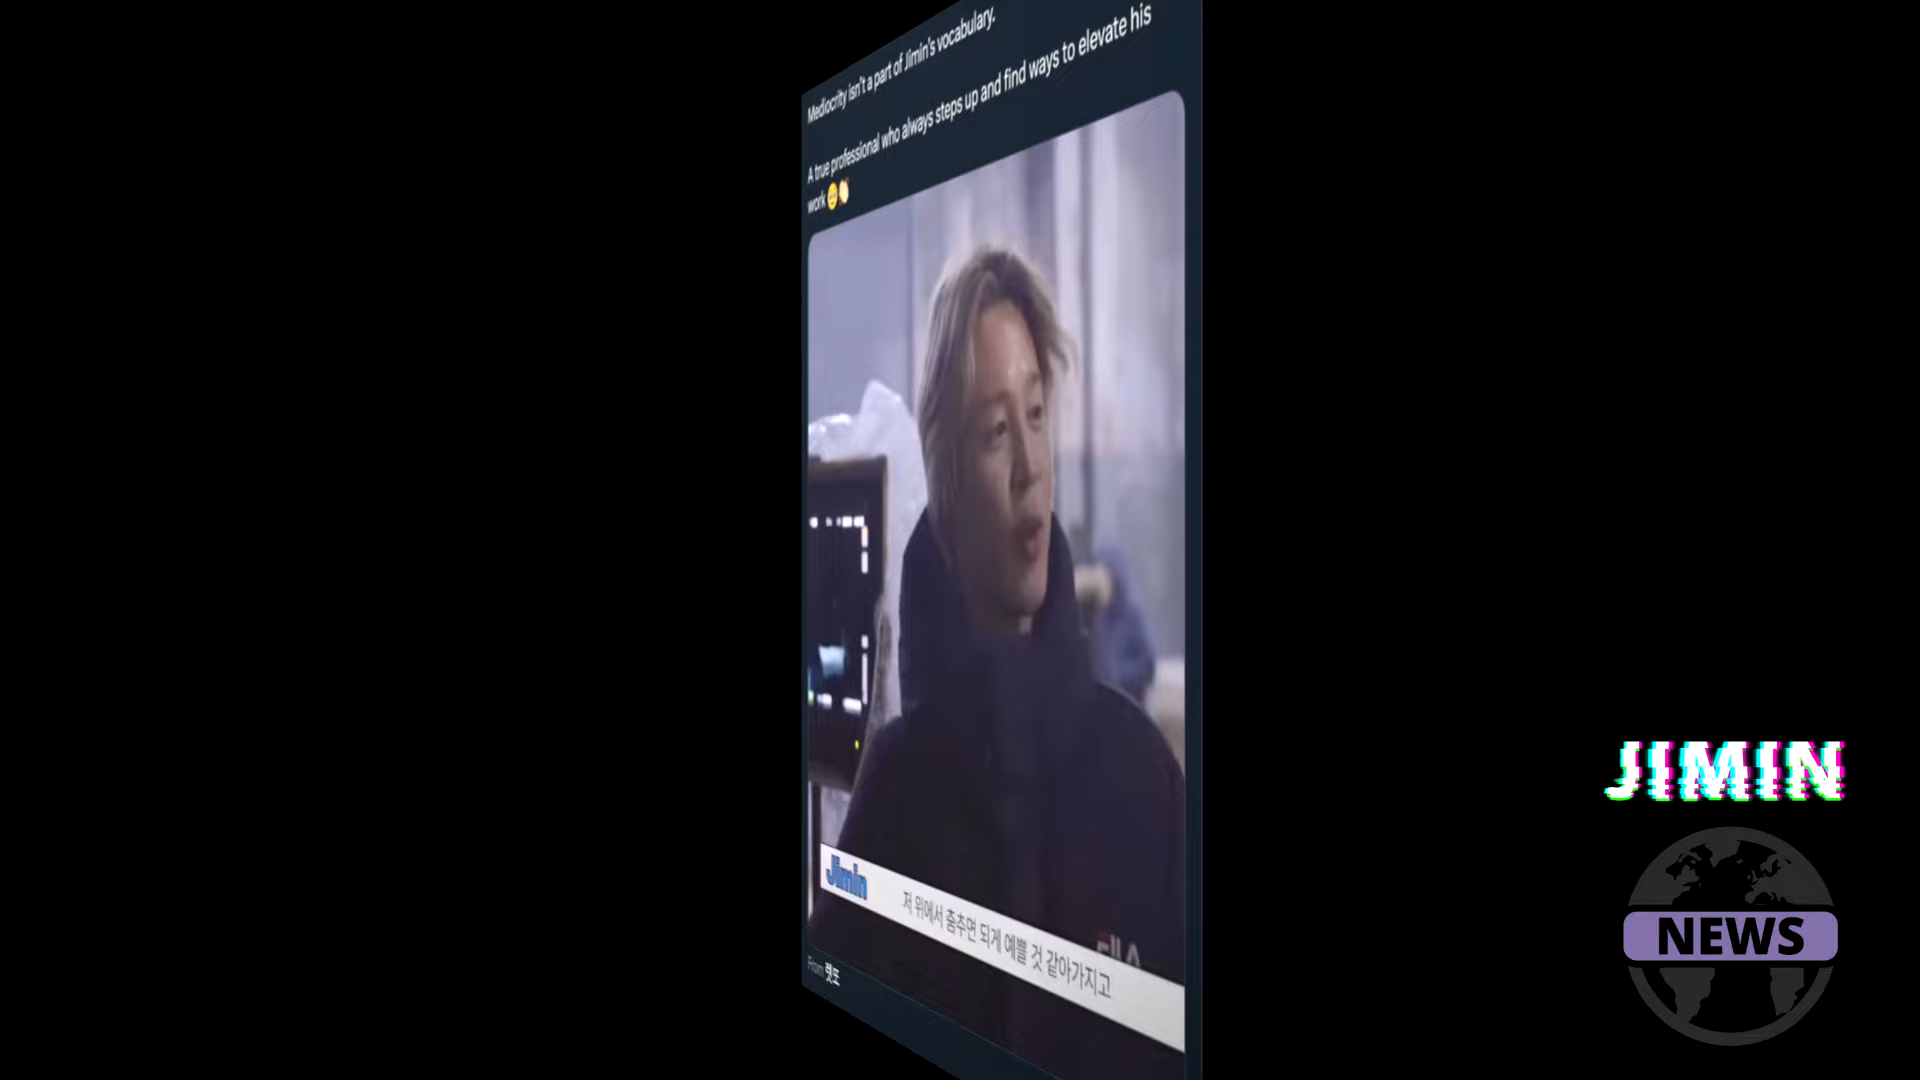 Mediocrity isn't a part of Jimin's vocabulary.
A true professional who always steps up and find ways to elevate his
work 🥹👏
Jimin
저 위에서 춤추면 되게 예쁠 것 같아가지고
From 렛또
JIMIN
NEWS